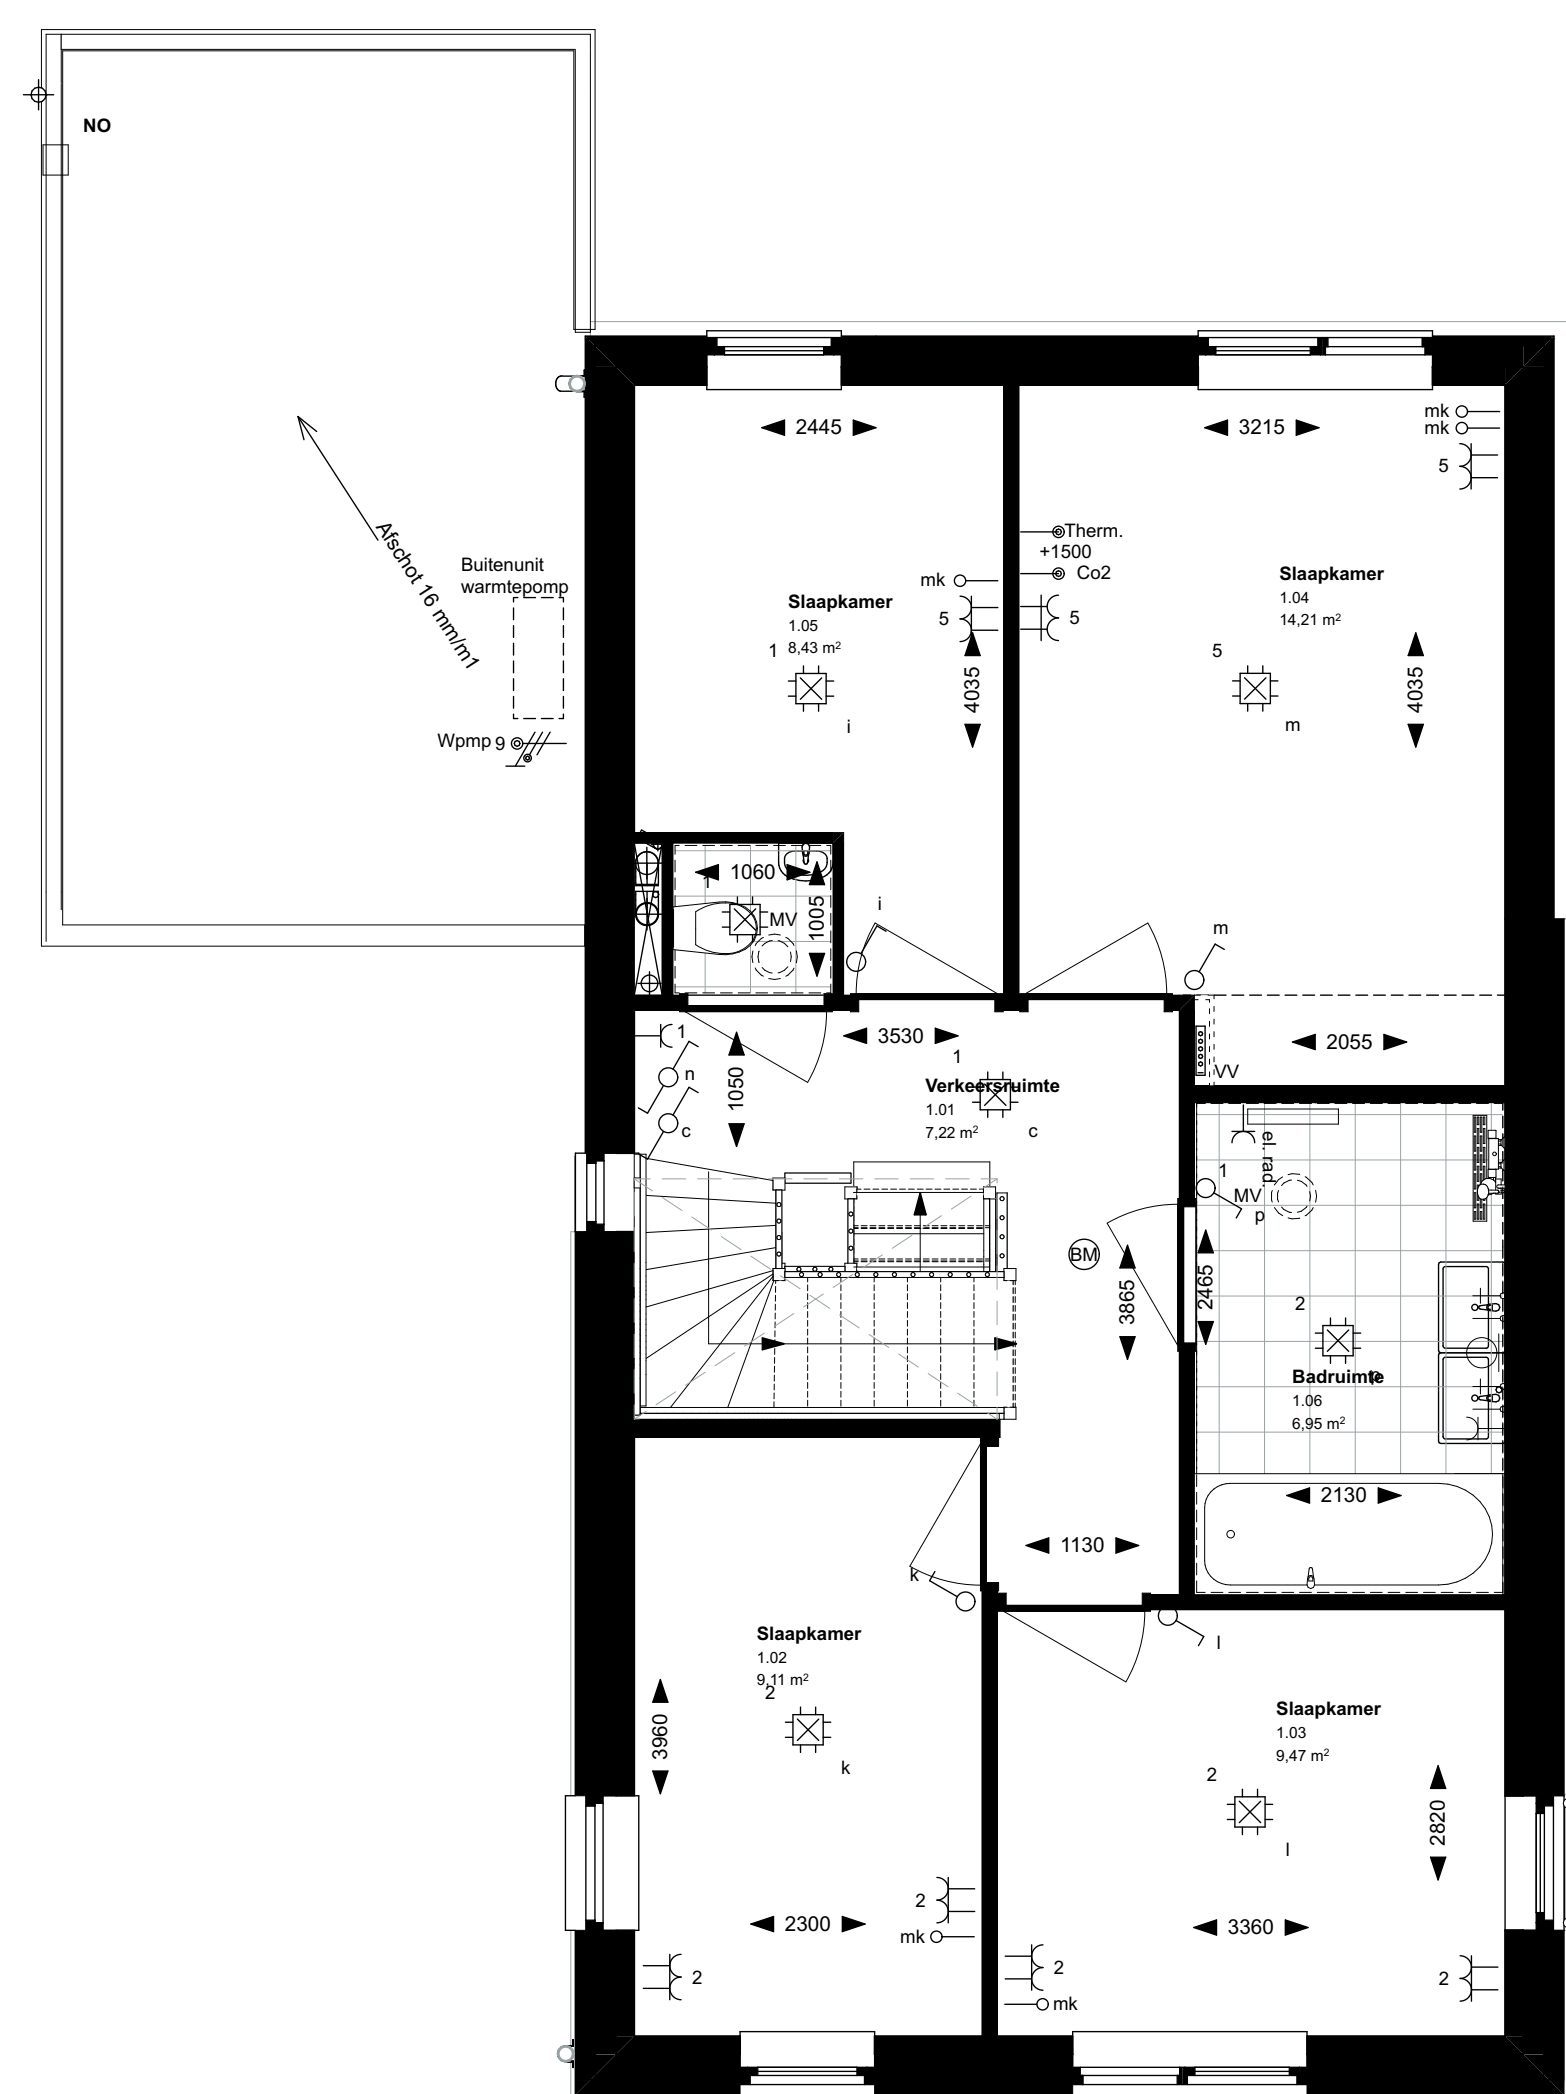 NO
2445
3215
mk
mk
5
Therm.
+1500
Co2
Afschot 16 mm/m1
Buitenunit
warmtepomp
mk
5
5
Slaapkamer
1.05
8,43 m²
1
i
4035
Slaapkamer
1.04
14,21 m²
5
m
4035
Wpmp 9
1060
1
MV
1005
i
m
1
n
c
1050
3530
1
Verkeersruimte
1.01
7,22 m²
c
2055
VV
el. rad.
1
MV
p
BM
3865
2465
2
Badruimte
p
1.06
6,95 m²
2130
1130
k
l
Slaapkamer
1.02
9,11 m²
2
k
3960
Slaapkamer
1.03
9,47 m²
2
l
2820
2
mk
2300
3360
2
2
mk
2